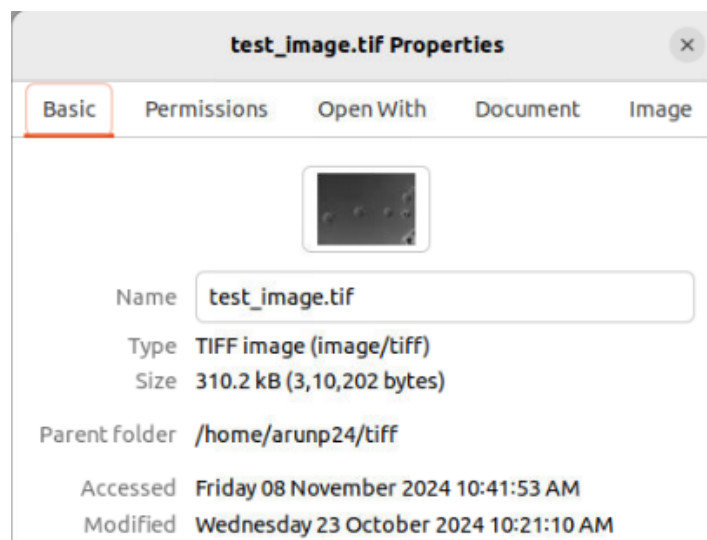 test_image.tif Properties
Basic Permissions Open With Document Image
Name test_image.tif
Type TIFF image (image/tiff)
Size 310.2 kB (3,10,202 bytes)
Parent folder /home/arunp24/tiff
Accessed Friday 08 November 2024 10:41:53 AM
Modified Wednesday 23 October 2024 10:21:10 AM